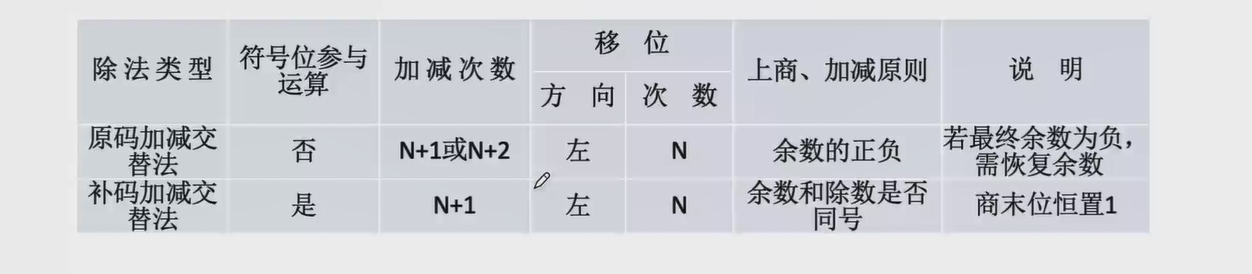 除法类型 符号位参与运算 加减次数 移 位 上商、加减原则 说 明
方 向 次 数
原码加减交替法 否 N+1或N+2 左 N 余数的正负 若最终余数为负，需恢复余数
补码加减交替法 是 N+1 左 N 余数和除数是否同号 商末位恒置1